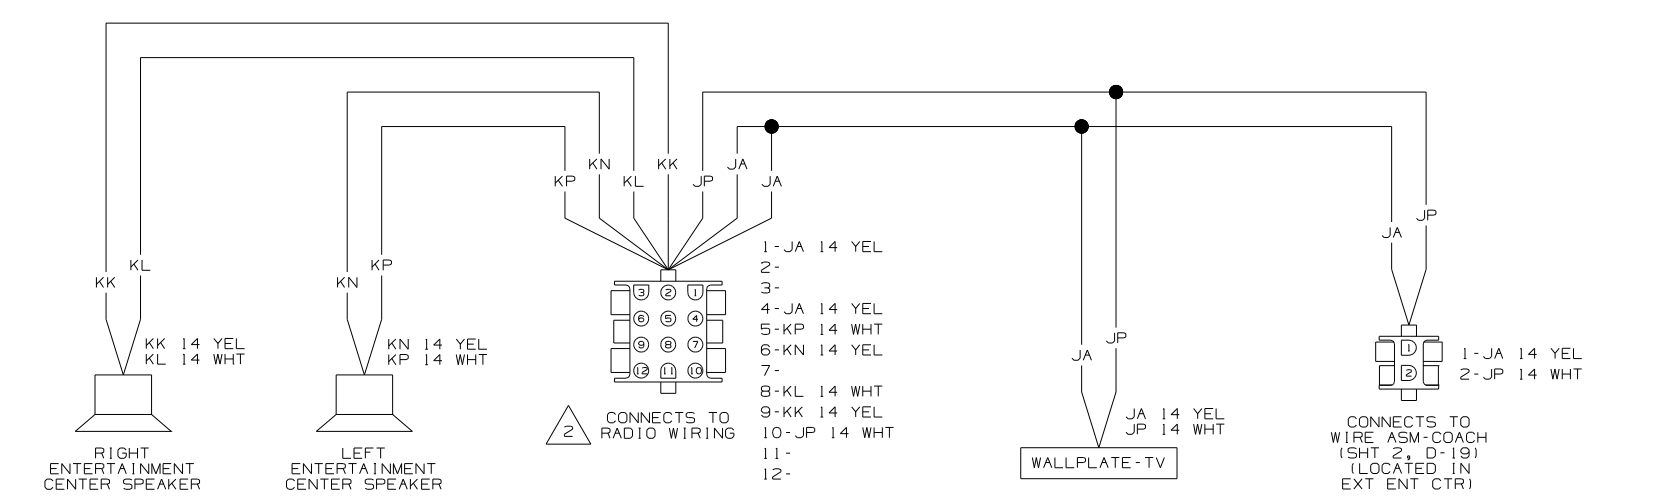 KP
KN
KL
KK
JP
JA
JA
KK
KL
KN
KP
KK 14 YEL
KL 14 WHT
RIGHT
ENTERTAINMENT
CENTER SPEAKER
KN 14 YEL
KP 14 WHT
LEFT
ENTERTAINMENT
CENTER SPEAKER
3 2 1
6 5 4
9 8 7
12 11 10
2
CONNECTS TO
RADIO WIRING
1-JA 14 YEL
2-
3-
4-JA 14 YEL
5-KP 14 WHT
6-KN 14 YEL
7-
8-KL 14 WHT
9-KK 14 YEL
10-JP 14 WHT
11-
12-
JA
JP
JA 14 YEL
JP 14 WHT
WALLPLATE-TV
JA
JP
1
2
1-JA 14 YEL
2-JP 14 WHT
CONNECTS TO
WIRE ASM-COACH
(SHT 2, D-19)
(LOCATED IN
EXT ENT CTR)